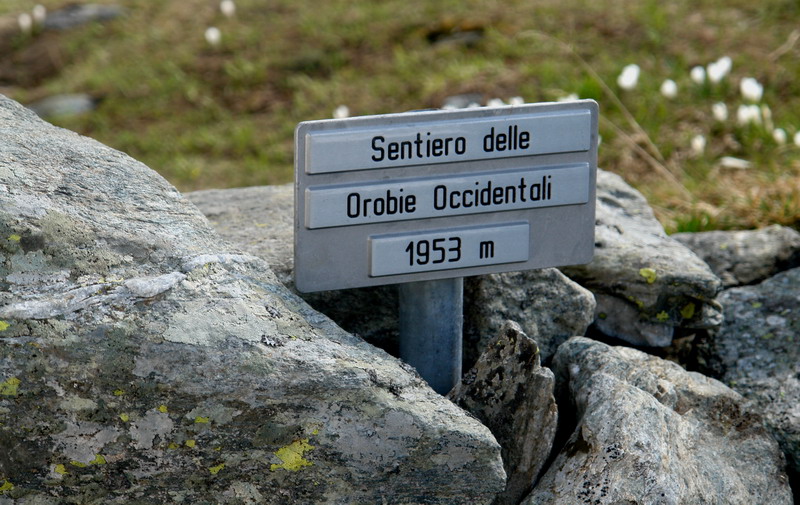 Sentiero delle
Orobie Occidentali
1953 m